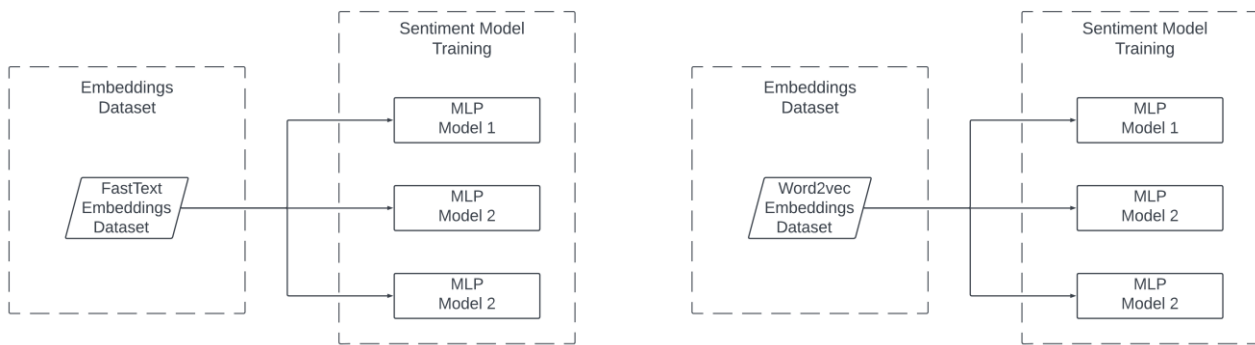 Sentiment Model
Training
Embeddings
Dataset
MLP
Model 1
FastText
Embeddings
Dataset
MLP
Model 2
MLP
Model 2
Sentiment Model
Training
Embeddings
Dataset
MLP
Model 1
Word2vec
Embeddings
Dataset
MLP
Model 2
MLP
Model 2